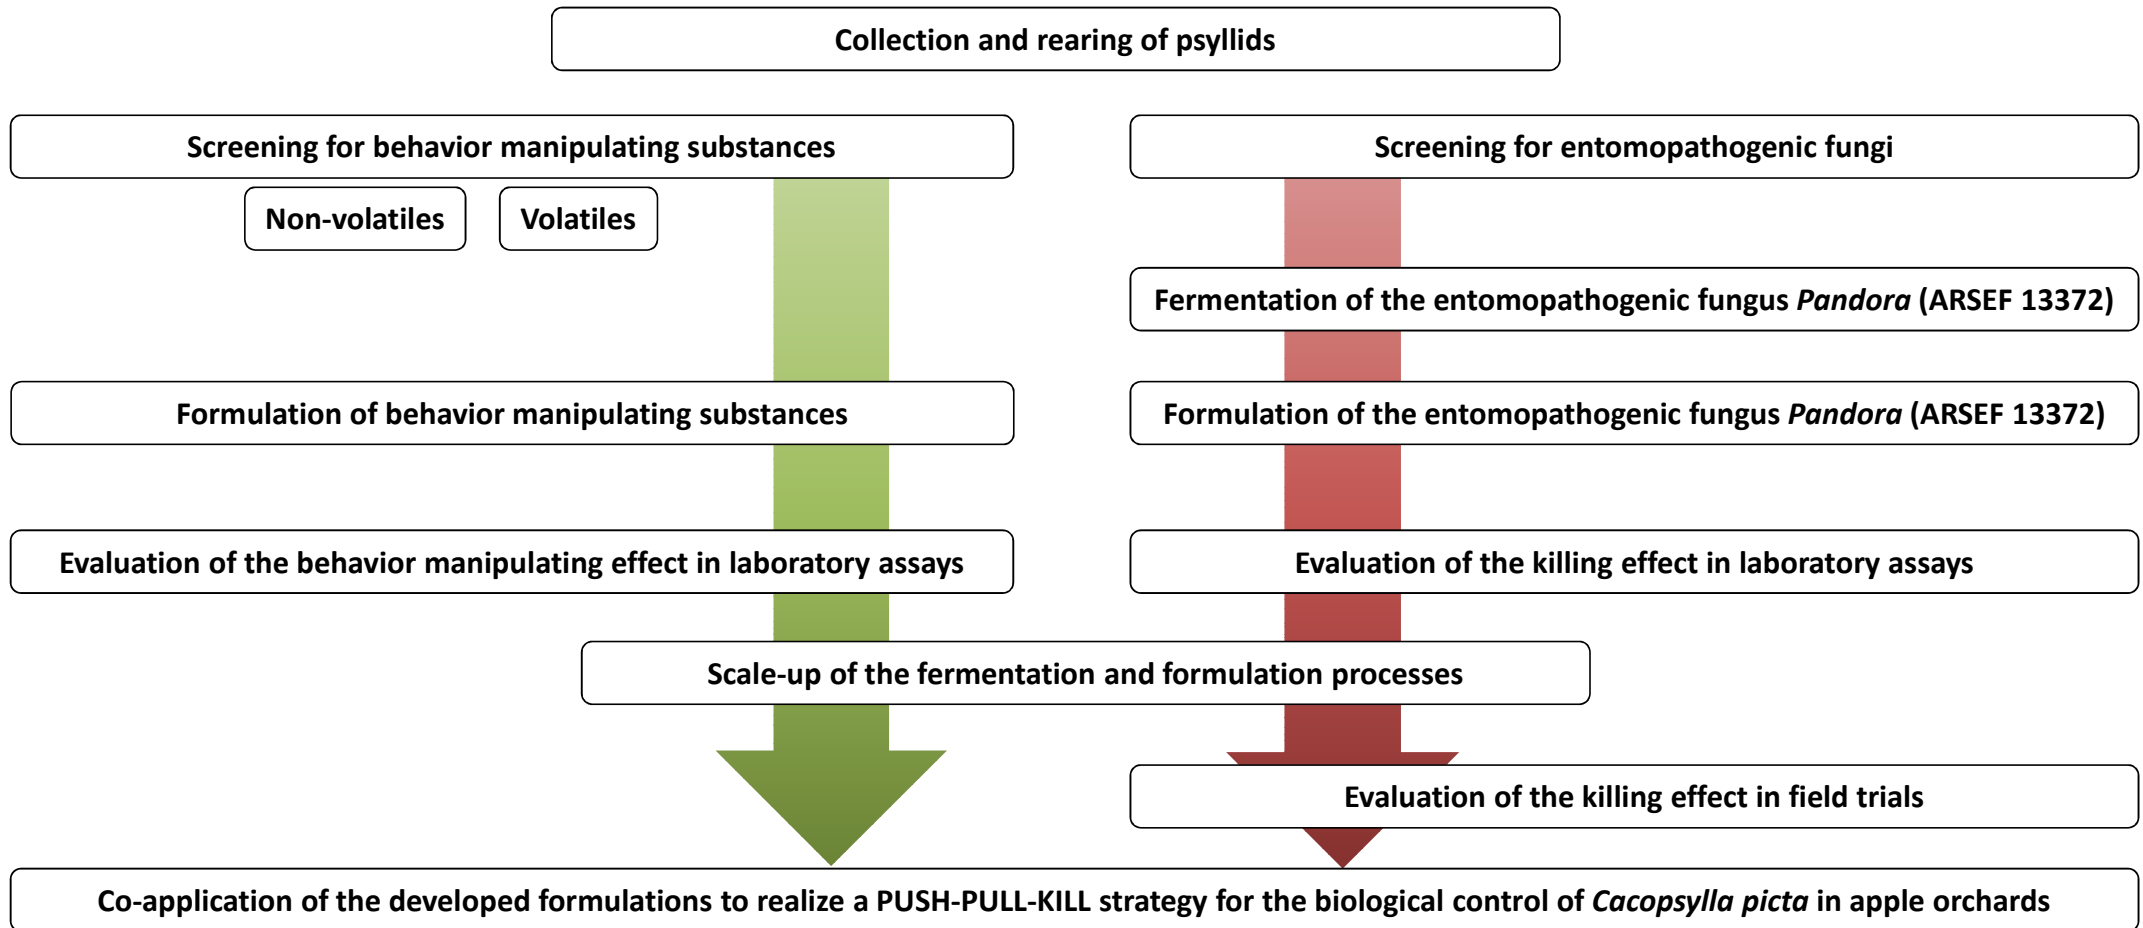 Collection and rearing of psyllids
Screening for behavior manipulating substances
Screening for entomopathogenic fungi
Non-volatiles
Volatiles
Fermentation of the entomopathogenic fungus Pandora (ARSEF 13372)
Formulation of behavior manipulating substances
Formulation of the entomopathogenic fungus Pandora (ARSEF 13372)
Evaluation of the behavior manipulating effect in laboratory assays
Evaluation of the killing effect in laboratory assays
Scale-up of the fermentation and formulation processes
Evaluation of the killing effect in field trials
Co-application of the developed formulations to realize a PUSH-PULL-KILL strategy for the biological control of Cacopsylla picta in apple orchards